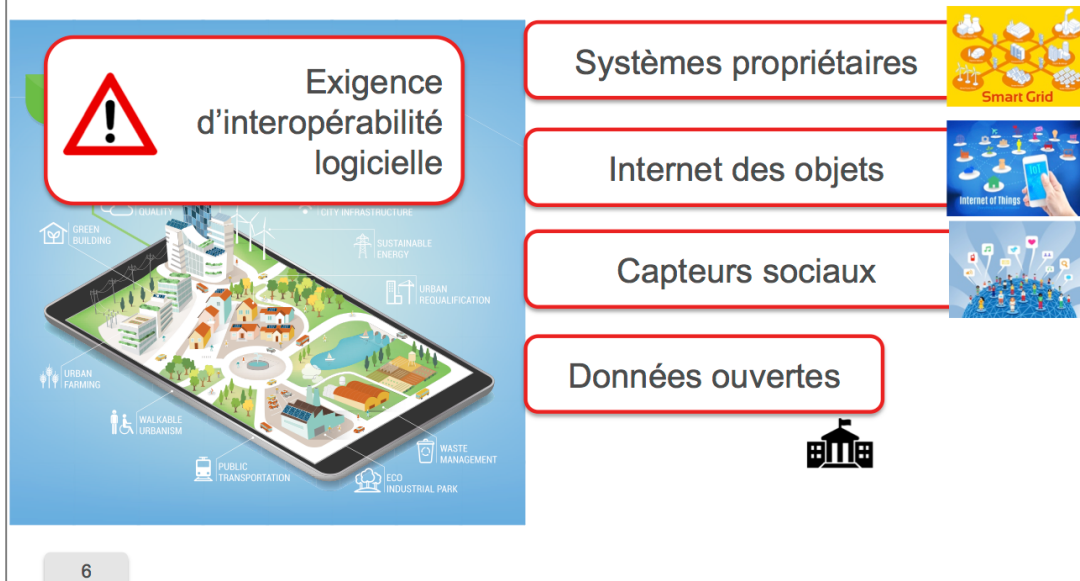 Exigence
d’interopérabilité
logicielle
QUALITY
CITY INFRASTRUCTURE
GREEN
BUILDING
SUSTAINABLE
ENERGY
URBAN
REQUALIFICATION
URBAN
FARMING
WALKABLE
URBANISM
PUBLIC
TRANSPORTATION
WASTE
MANAGEMENT
ECO
INDUSTRIAL PARK
Systèmes propriétaires
Smart Grid
Internet des objets
IOT
Internet of Things
Capteurs sociaux
Données ouvertes
6